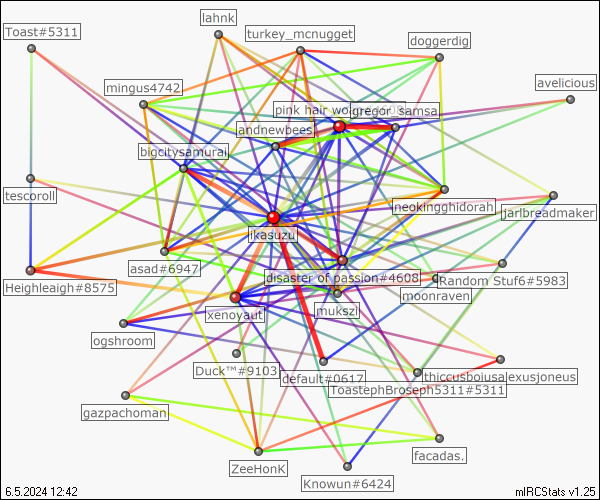 lahnk
Toast#5311
turkey_mcnugget
doggerdig
mingus4742
avelicious
pink hair wo
gregor_samsa
andnewbees
bigcitysamurai
tescoroll
neokingghidorah
jarlbreadmaker
ikasuzu
asad#6947
disaster of passion#4608
Random Stuf6#5983
Heighleaigh#8575
moonraven
mukszi
xenoyaut
ogshroom
Duck™#9103
default#0617
thiccusboiusalexusjoneus
ToastephBroseph5311#5311
gazpachoman
facadas.
ZeeHonK
Knowun#6424
6.5.2024 12:42
mIRCStats v1.25